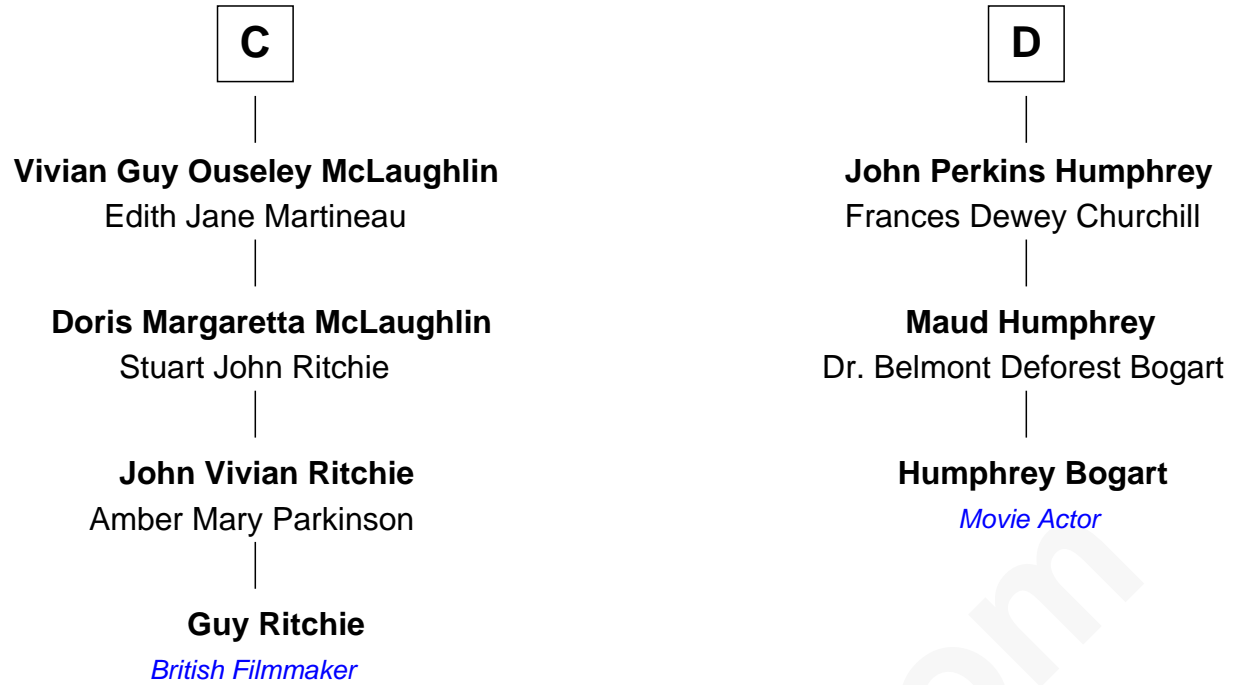 C
Vivian Guy Ouseley McLaughlin
Edith Jane Martineau
Doris Margaretta McLaughlin
Stuart John Ritchie
John Vivian Ritchie
Amber Mary Parkinson
Guy Ritchie
British Filmmaker
D
John Perkins Humphrey
Frances Dewey Churchill
Maud Humphrey
Dr. Belmont Deforest Bogart
Humphrey Bogart
Movie Actor
om